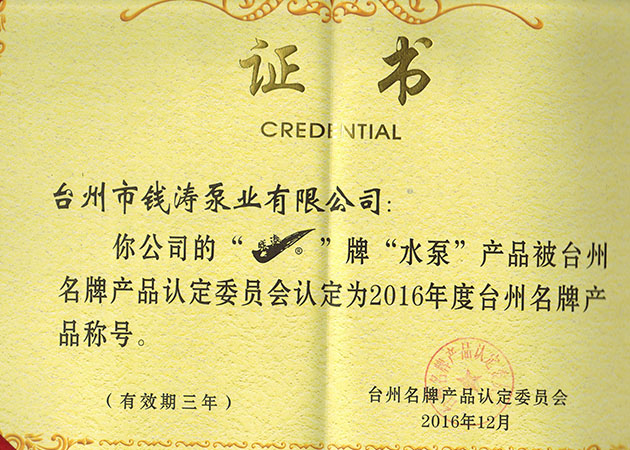 证书
CREDENTIAL
台州市钱涛泵业有限公司：
你公司的“钱涛®”牌“水泵”产品被台州
名牌产品认定委员会认定为2016年度台州名牌产
品称号。
（有效期三年）
台州名牌产品认定委员会
2016年12月